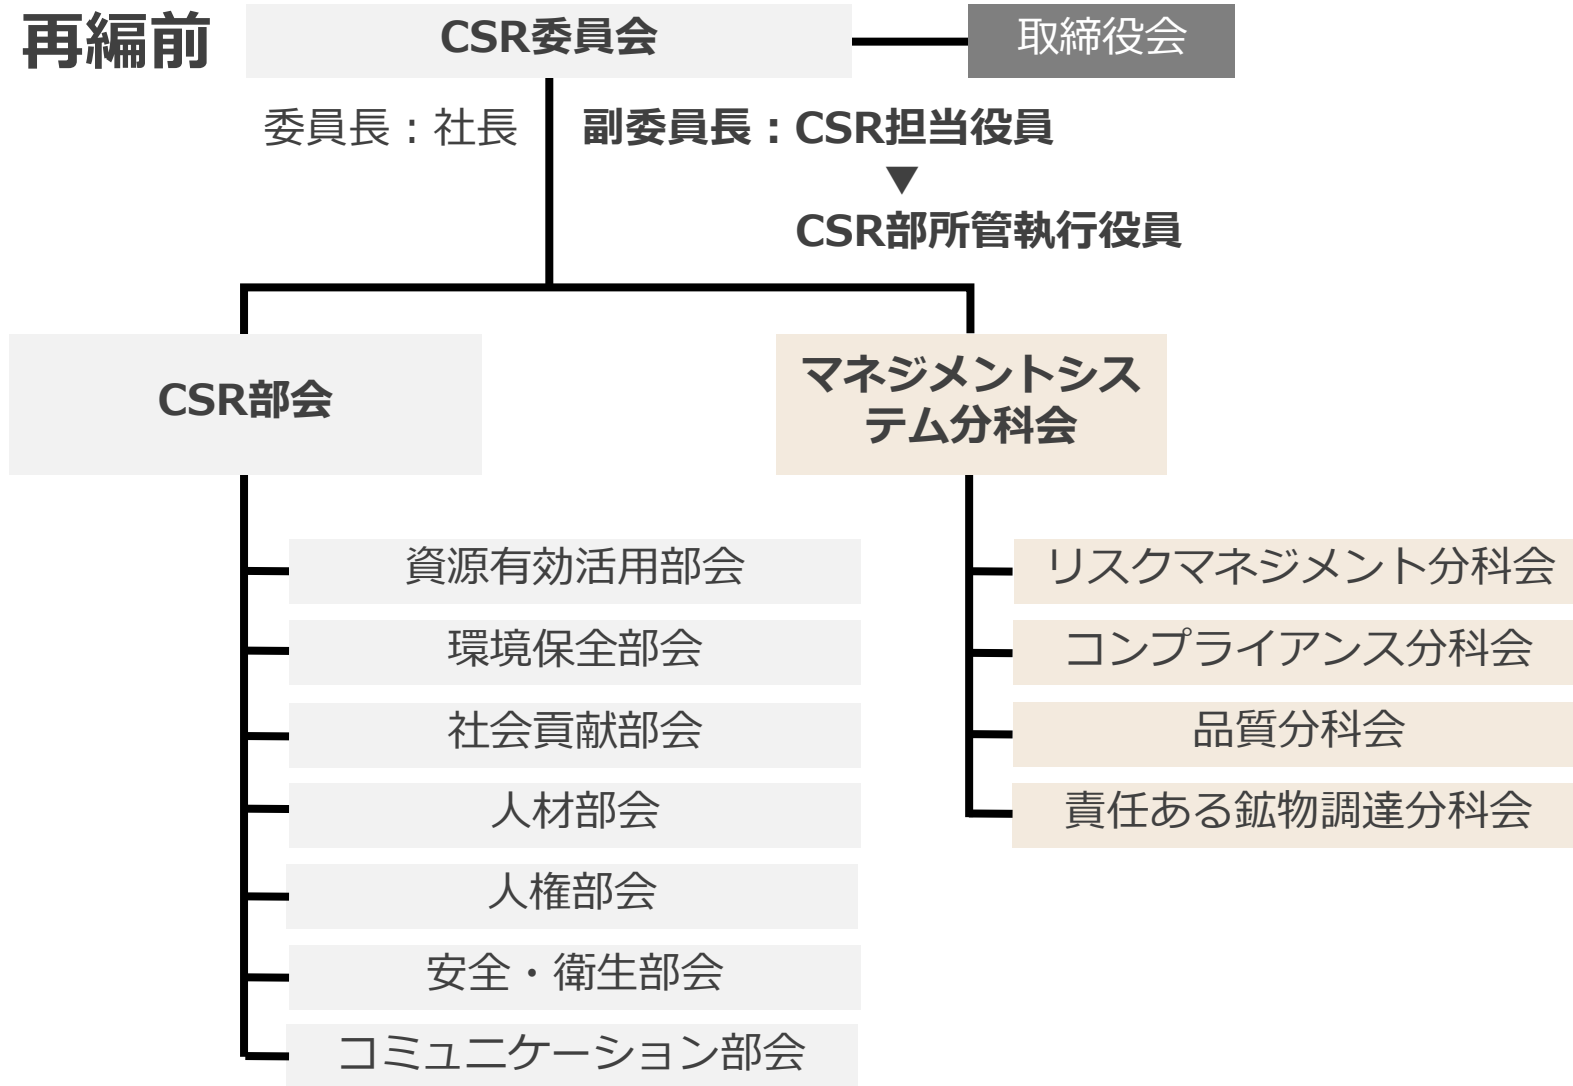 再編前
CSR委員会
取締役会
委員長：社長
副委員長：CSR担当役員
▼
CSR部所管執行役員
CSR部会
マネジメントシス
テム分科会
資源有効活用部会
環境保全部会
社会貢献部会
人材部会
人権部会
安全・衛生部会
コミュニケーション部会
リスクマネジメント分科会
コンプライアンス分科会
品質分科会
責任ある鉱物調達分科会